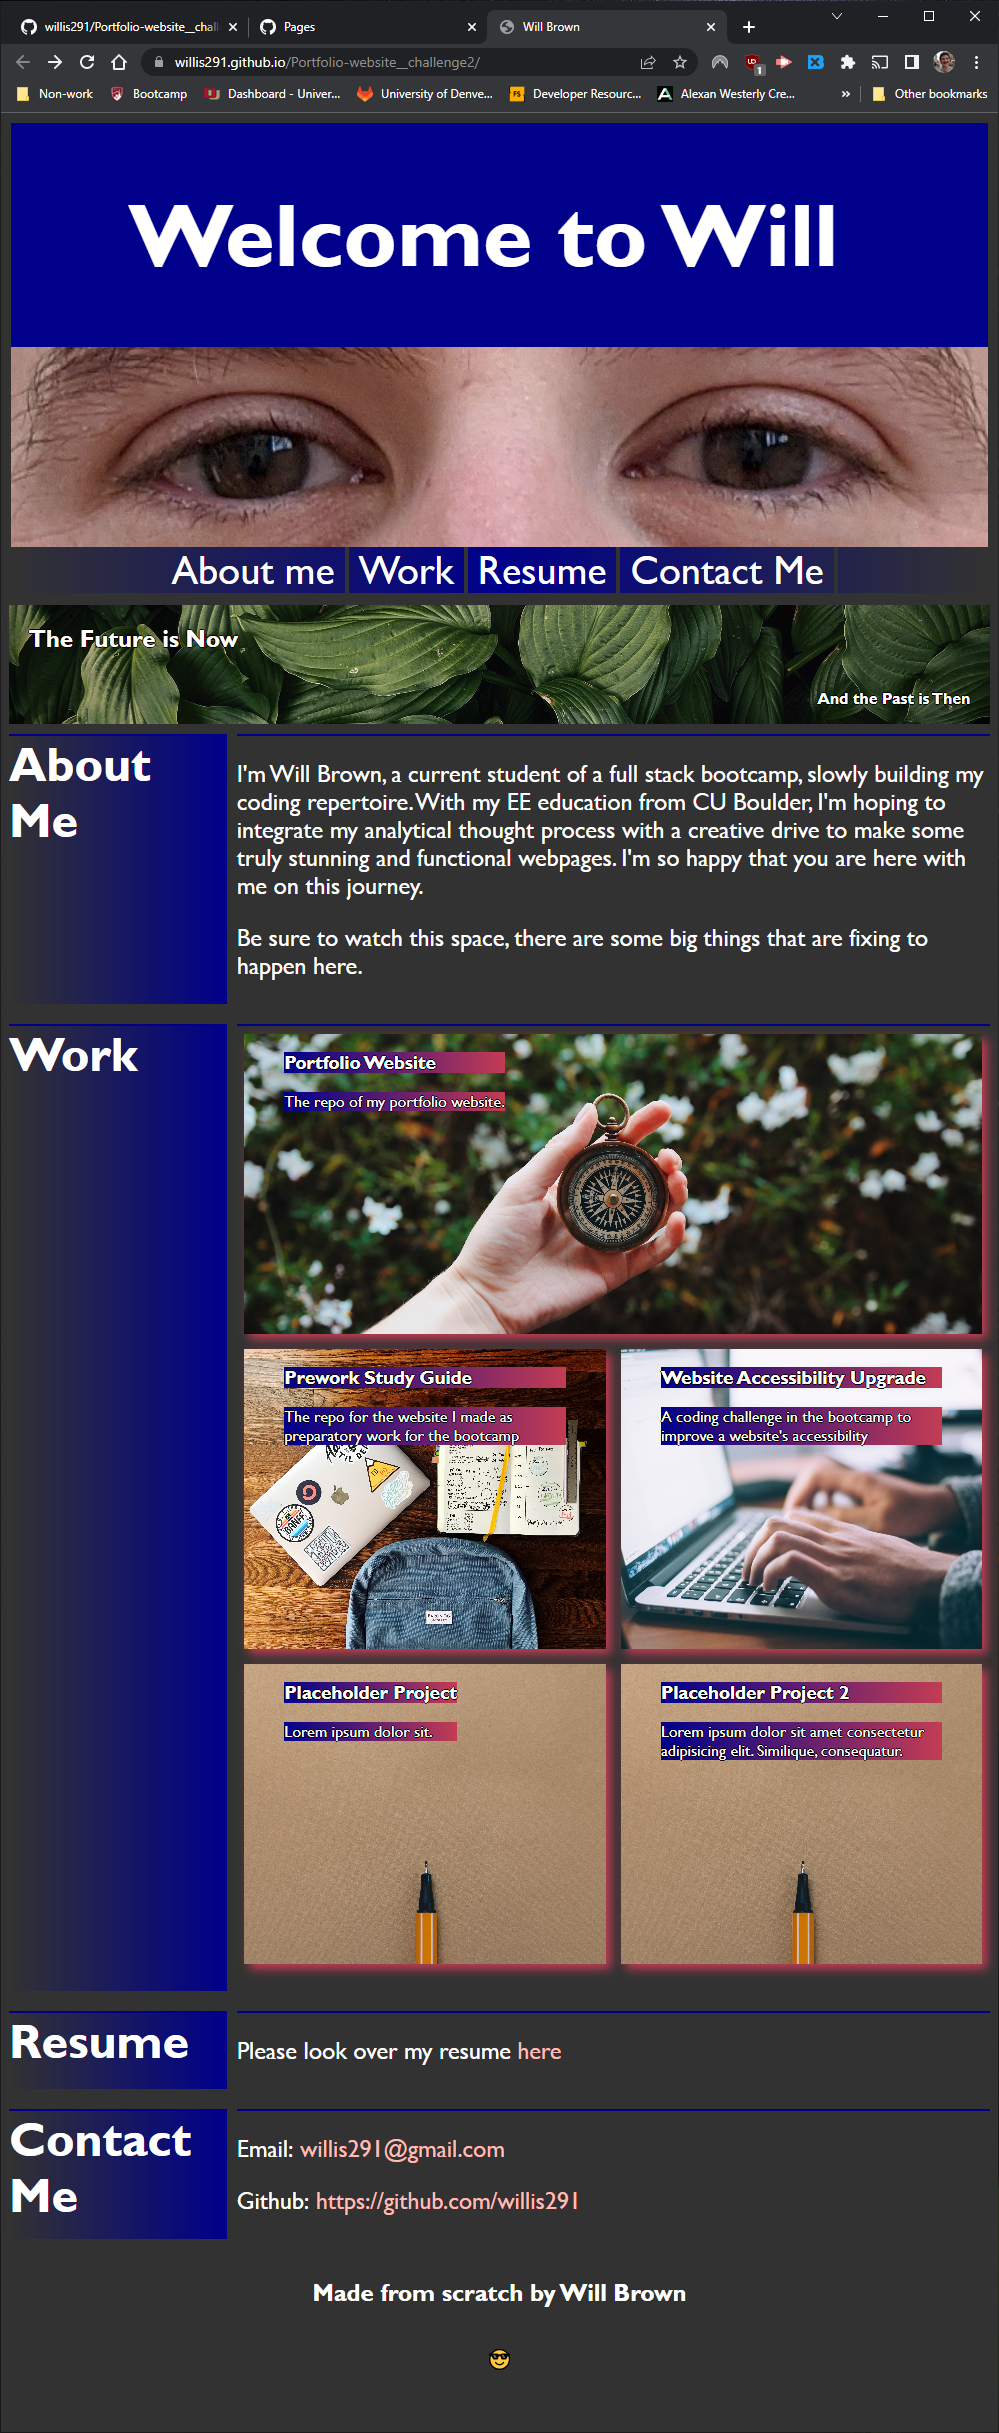 willis291/Portfolio-website__chall
Pages
Will Brown
willis291.github.io/Portfolio-website__challenge2/
1
Non-work
Bootcamp
Dashboard - Univer...
University of Denve...
Developer Resourc...
Alexan Westerly Cre...
»
Other bookmarks
Welcome to Will
About me
Work
Resume
Contact Me
The Future is Now
And the Past is Then
About
Me
I'm Will Brown, a current student of a full stack bootcamp, slowly building my
coding repertoire. With my EE education from CU Boulder, I'm hoping to
integrate my analytical thought process with a creative drive to make some
truly stunning and functional webpages. I'm so happy that you are here with
me on this journey.
Be sure to watch this space, there are some big things that are fixing to
happen here.
Work
Portfolio Website
The repo of my portfolio website.
Prework Study Guide
The repo for the website I made as
preparatory work for the bootcamp
Website Accessibility Upgrade
A coding challenge in the bootcamp to
improve a website's accessibility
Placeholder Project
Lorem ipsum dolor sit.
Placeholder Project 2
Lorem ipsum dolor sit amet consectetur
adipisicing elit. Similique, consequatur.
Resume
Please look over my resume here
Contact
Me
Email: willis291@gmail.com
Github: https://github.com/willis291
Made from scratch by Will Brown